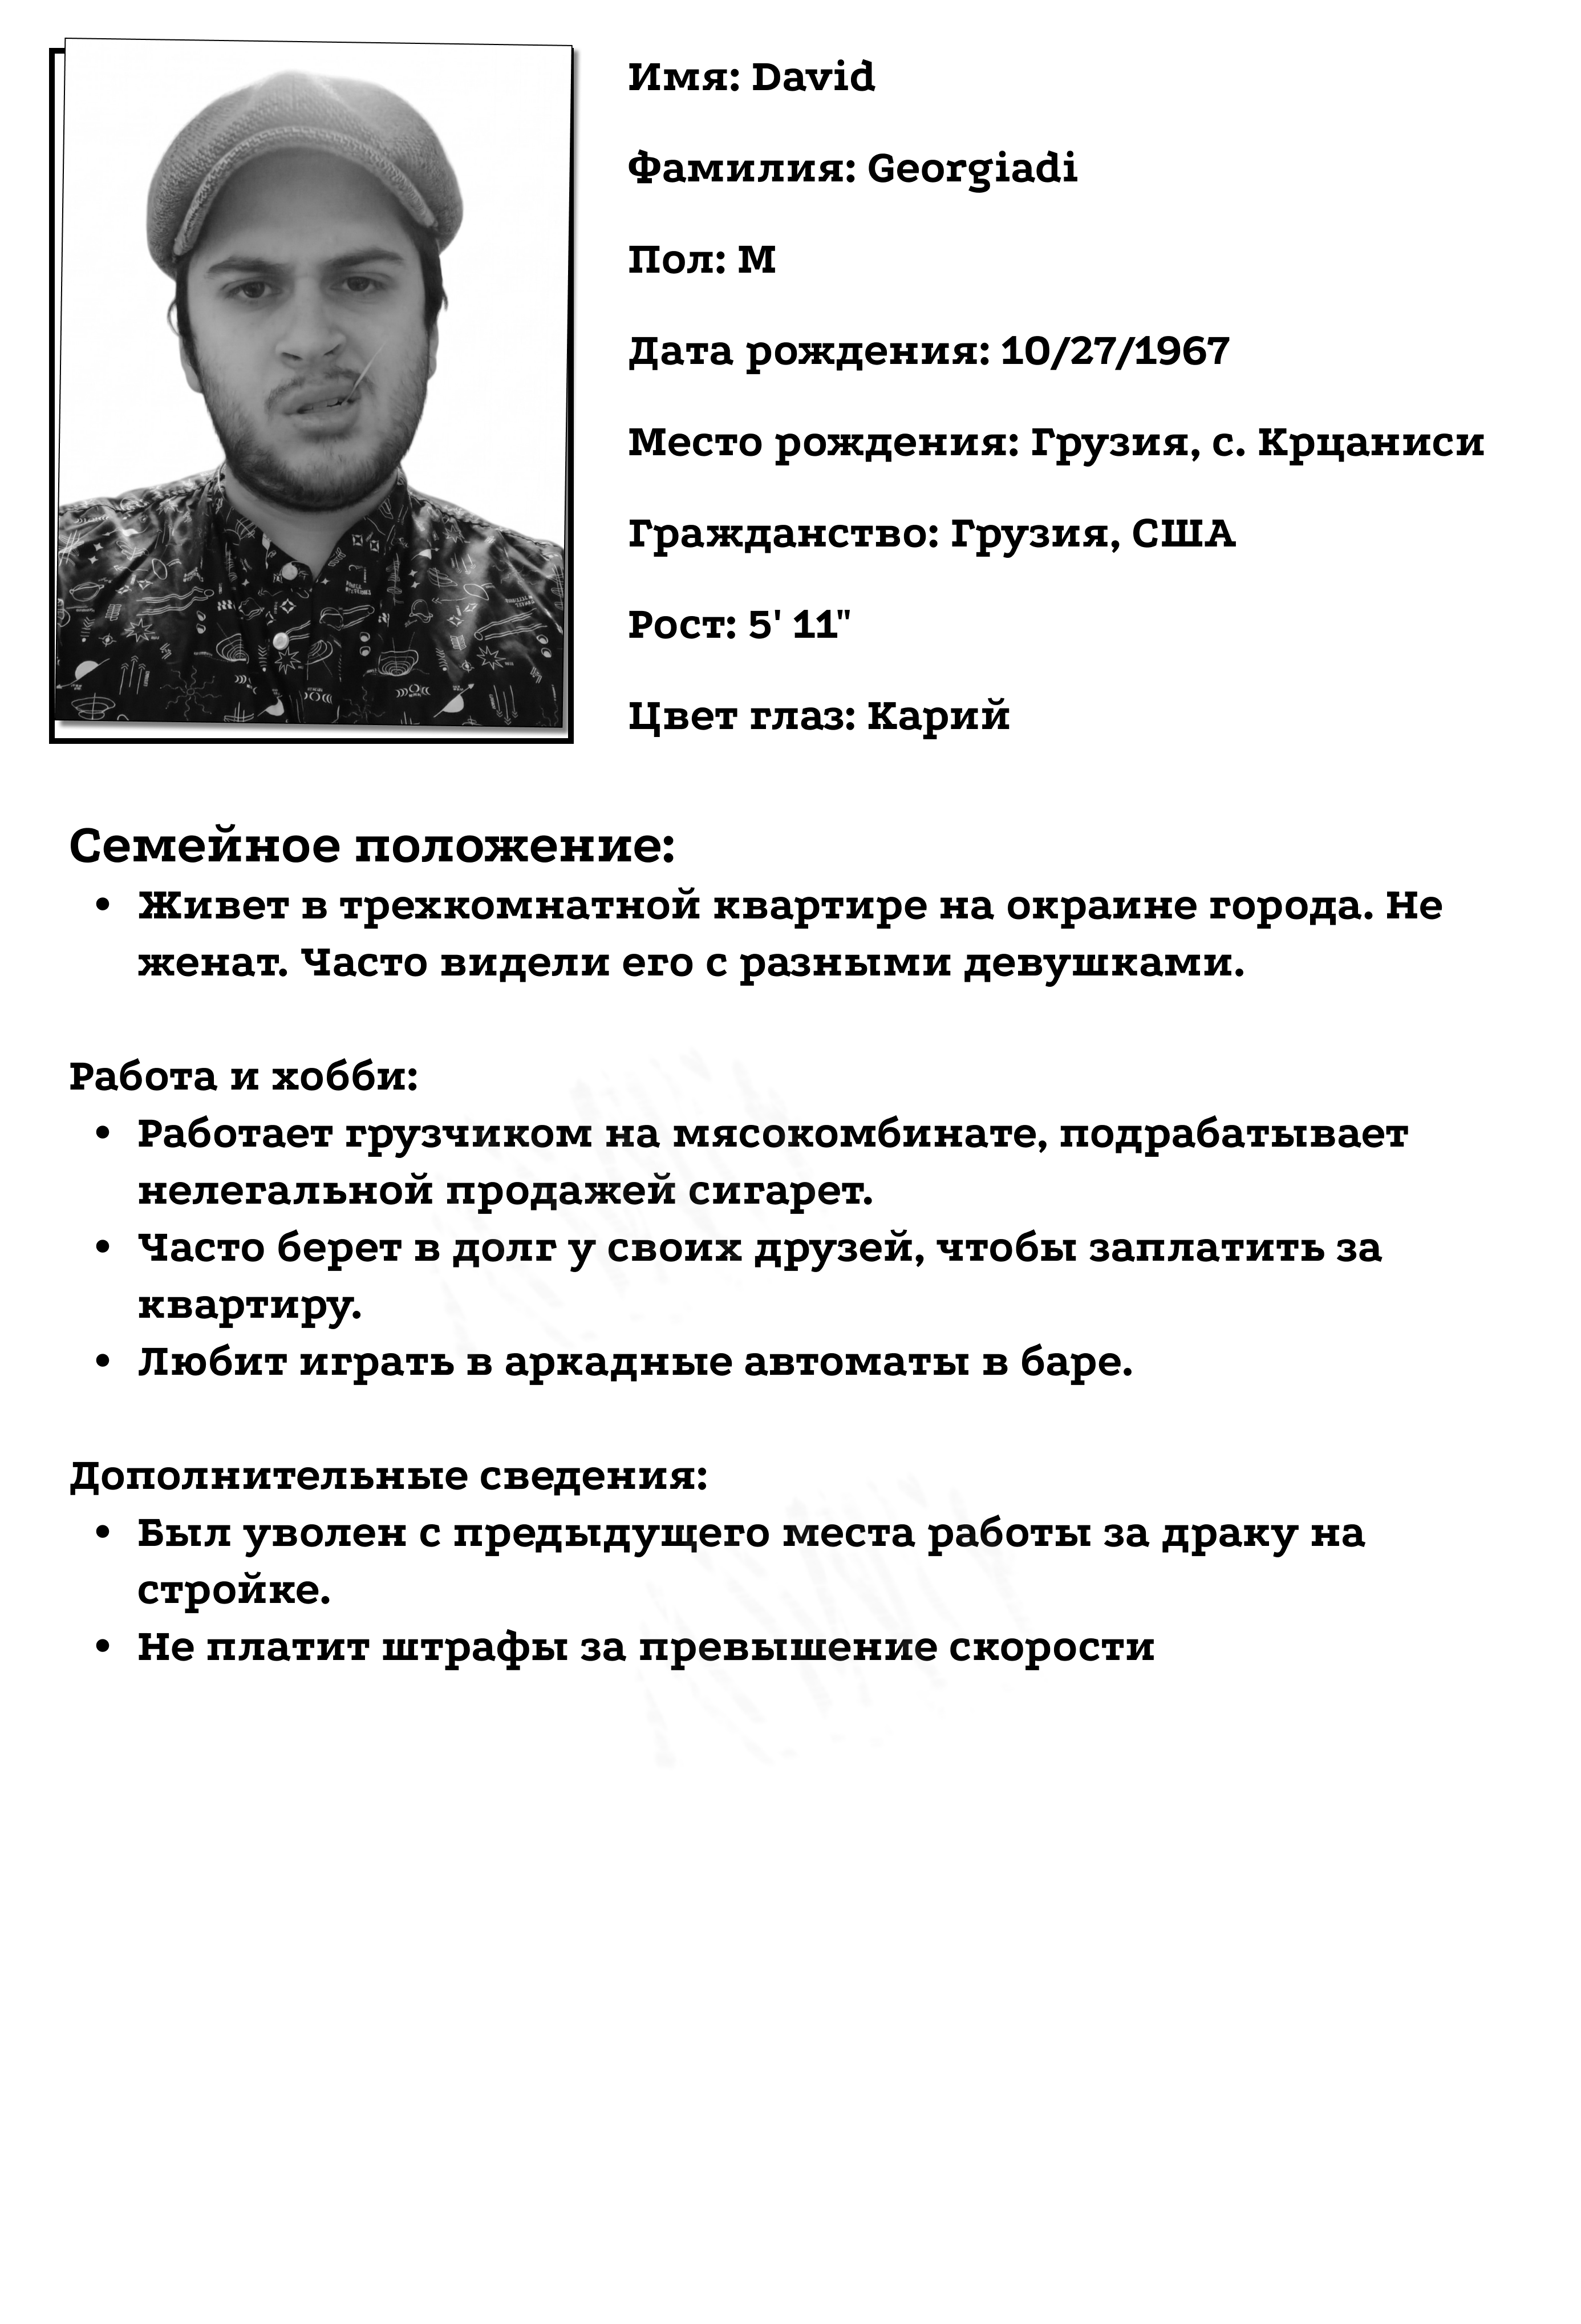 Имя: David
Фамилия: Georgiadi
Пол: М
Дата рождения: 10/27/1967
Место рождения: Грузия, с. Крцаниси
Гражданство: Грузия, США
Рост: 5' 11"
Цвет глаз: Карий
Семейное положение:
• Живет в трехкомнатной квартире на окраине города. Не
женат. Часто видели его с разными девушками.
Работа и хобби:
• Работает грузчиком на мясокомбинате, подрабатывает
нелегальной продажей сигарет.
• Часто берет в долг у своих друзей, чтобы заплатить за
квартиру.
• Любит играть в аркадные автоматы в баре.
Дополнительные сведения:
• Был уволен с предыдущего места работы за драку на
стройке.
• Не платит штрафы за превышение скорости